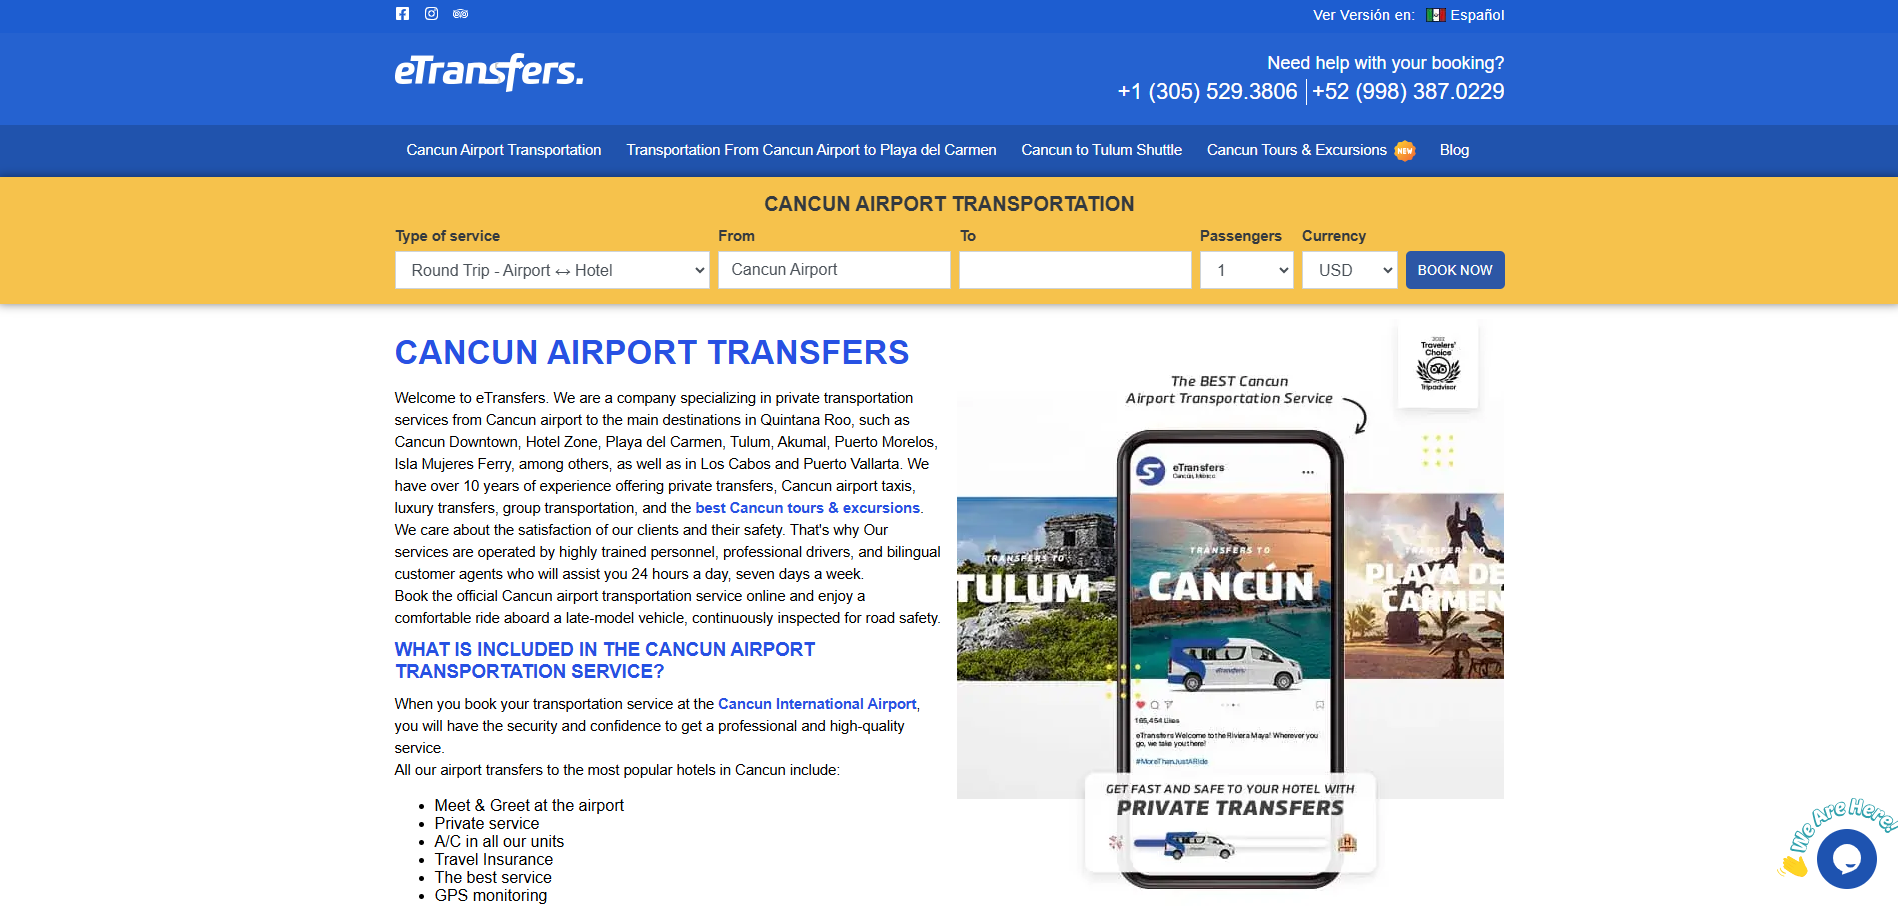 Ver Versión en: Español
eTransfers.
Need help with your booking?
+1 (305) 529.3806 +52 (998) 387.0229
Cancun Airport Transportation Transportation From Cancun Airport to Playa del Carmen Cancun to Tulum Shuttle Cancun Tours & Excursions NEW Blog
CANCUN AIRPORT TRANSPORTATION
Type of service From To Passengers Currency
Round Trip - Airport ↔ Hotel Cancun Airport 1 USD BOOK NOW
CANCUN AIRPORT TRANSFERS
Welcome to eTransfers. We are a company specializing in private transportation
services from Cancun airport to the main destinations in Quintana Roo, such as
Cancun Downtown, Hotel Zone, Playa del Carmen, Tulum, Akumal, Puerto Morelos,
Isla Mujeres Ferry, among others, as well as in Los Cabos and Puerto Vallarta. We
have over 10 years of experience offering private transfers, Cancun airport taxis,
luxury transfers, group transportation, and the best Cancun tours & excursions.
We care about the satisfaction of our clients and their safety. That's why Our
services are operated by highly trained personnel, professional drivers, and bilingual
customer agents who will assist you 24 hours a day, seven days a week.
Book the official Cancun airport transportation service online and enjoy a
comfortable ride aboard a late-model vehicle, continuously inspected for road safety.
WHAT IS INCLUDED IN THE CANCUN AIRPORT
TRANSPORTATION SERVICE?
When you book your transportation service at the Cancun International Airport,
you will have the security and confidence to get a professional and high-quality
service.
All our airport transfers to the most popular hotels in Cancun include:
Meet & Greet at the airport
Private service
A/C in all our units
Travel Insurance
The best service
GPS monitoring
2022
Travelers'
Choice
Tripadvisor
The BEST Cancun
Airport Transportation Service
eTransfers
Cancún, México.
TRANSFERS TO
TULUM
TRANSFERS TO
CANCÚN
TRANSFERS TO
PLAYA DE
CARMEN
eTransfers
165,454 Likes
eTransfers Welcome to the Riviera Maya! Wherever you
go, we take you there!
#MoreThanJustARide
GET FAST AND SAFE TO YOUR HOTEL WITH
PRIVATE TRANSFERS
H
We Are Here!